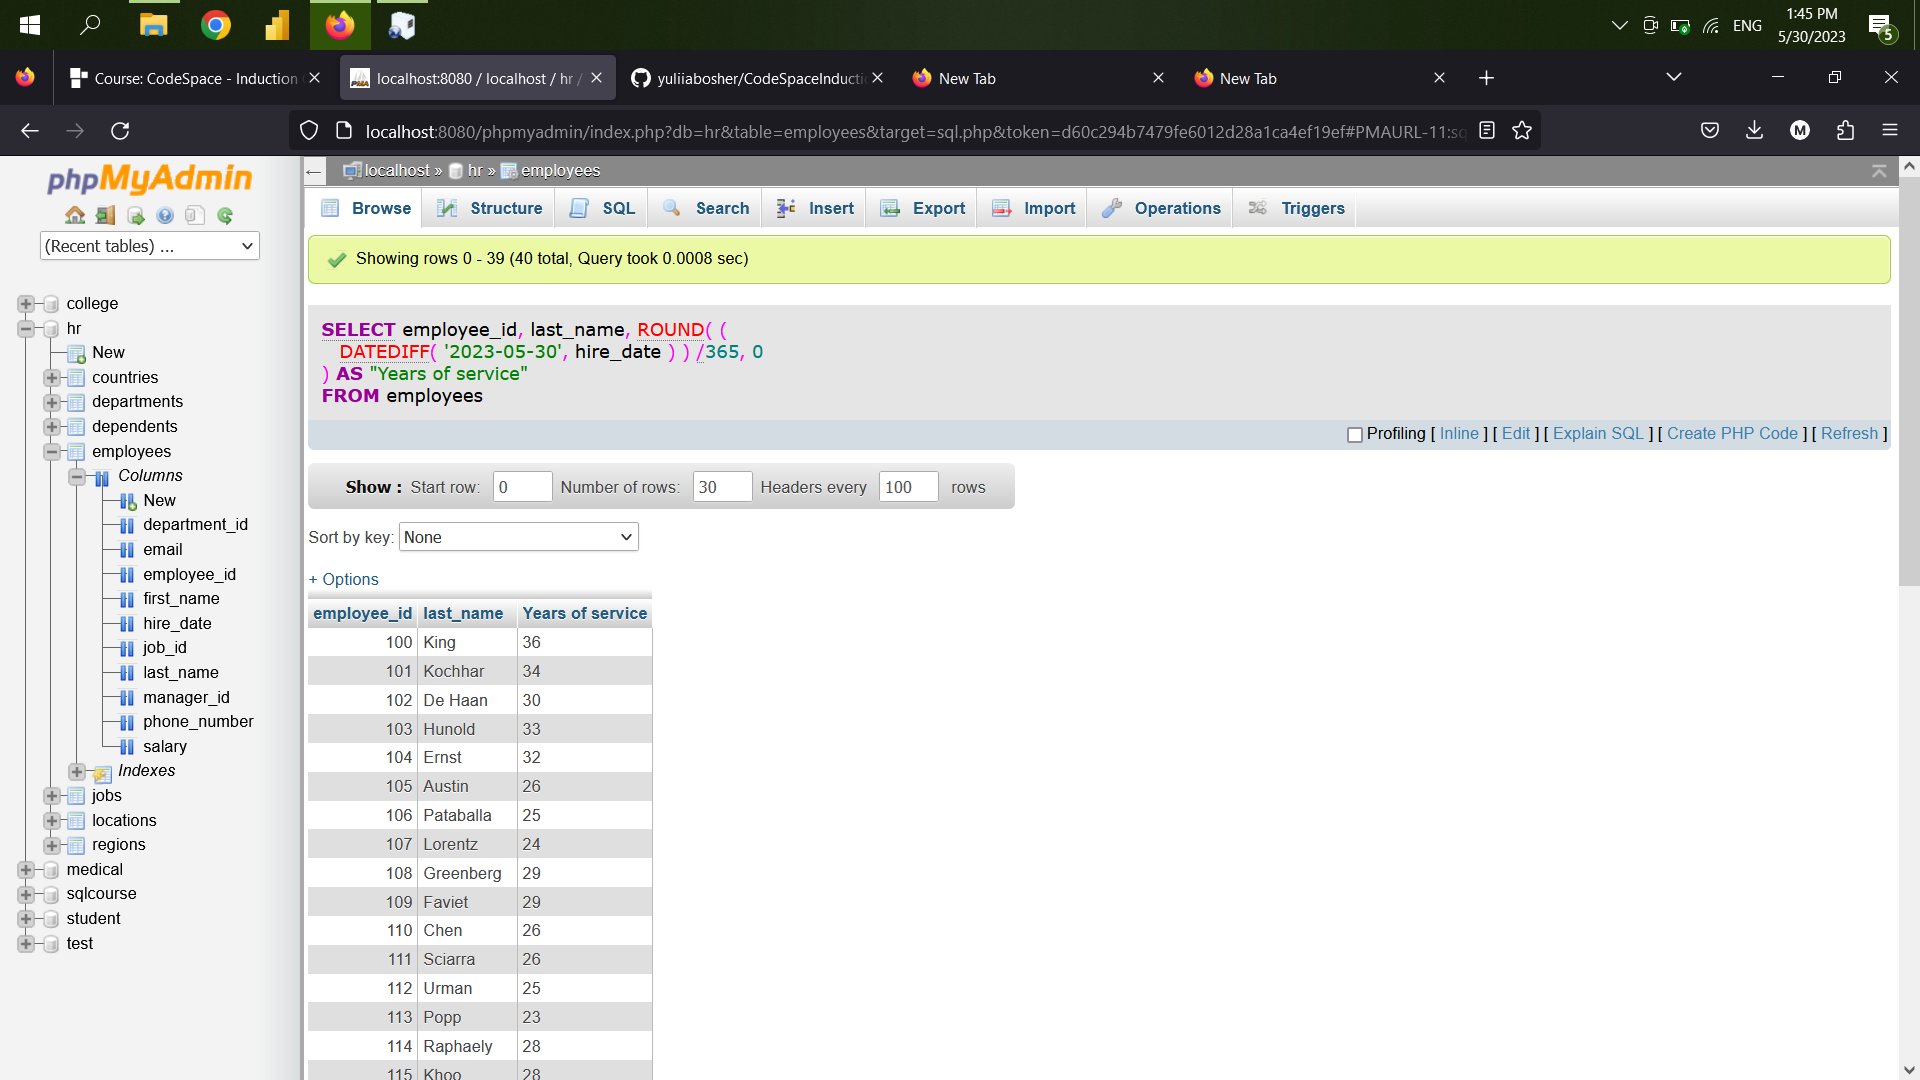 ENG
1:45 PM
5/30/2023
5
Course: CodeSpace - Induction
localhost:8080 / localhost / hr /
yuliiabosher/CodeSpaceInducti
New Tab
New Tab
localhost:8080/phpmyadmin/index.php?db=hr&table=employees&target=sql.php&token=d60c294b7479fe6012d28a1ca4ef19ef#PMAURL-11:sq
M
phpMyAdmin
(Recent tables) ...
college
hr
New
countries
departments
dependents
employees
Columns
New
department_id
email
employee_id
first_name
hire_date
job_id
last_name
manager_id
phone_number
salary
Indexes
jobs
locations
regions
medical
sqlcourse
student
test
localhost » hr » employees
Browse Structure SQL Search Insert Export Import Operations Triggers
Showing rows 0 - 39 (40 total, Query took 0.0008 sec)
SELECT employee_id, last_name, ROUND( (
DATEDIFF( '2023-05-30', hire_date ) ) /365, 0
) AS "Years of service"
FROM employees
Profiling [ Inline ] [ Edit ] [ Explain SQL ] [ Create PHP Code ] [ Refresh ]
Show : Start row: 0 Number of rows: 30 Headers every 100 rows
Sort by key: None
+ Options
employee_id last_name Years of service
100 King 36
101 Kochhar 34
102 De Haan 30
103 Hunold 33
104 Ernst 32
105 Austin 26
106 Pataballa 25
107 Lorentz 24
108 Greenberg 29
109 Faviet 29
110 Chen 26
111 Sciarra 26
112 Urman 25
113 Popp 23
114 Raphaely 28
115 Khoo 28